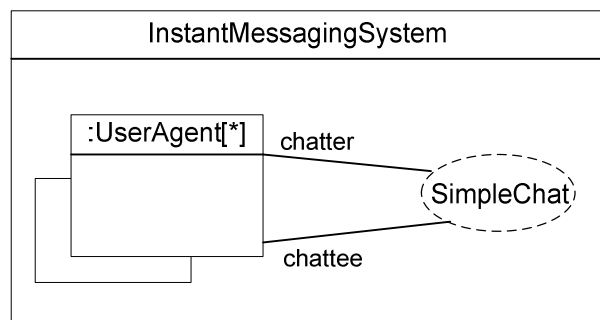 InstantMessagingSystem
:UserAgent[*]
chatter
SimpleChat
chattee